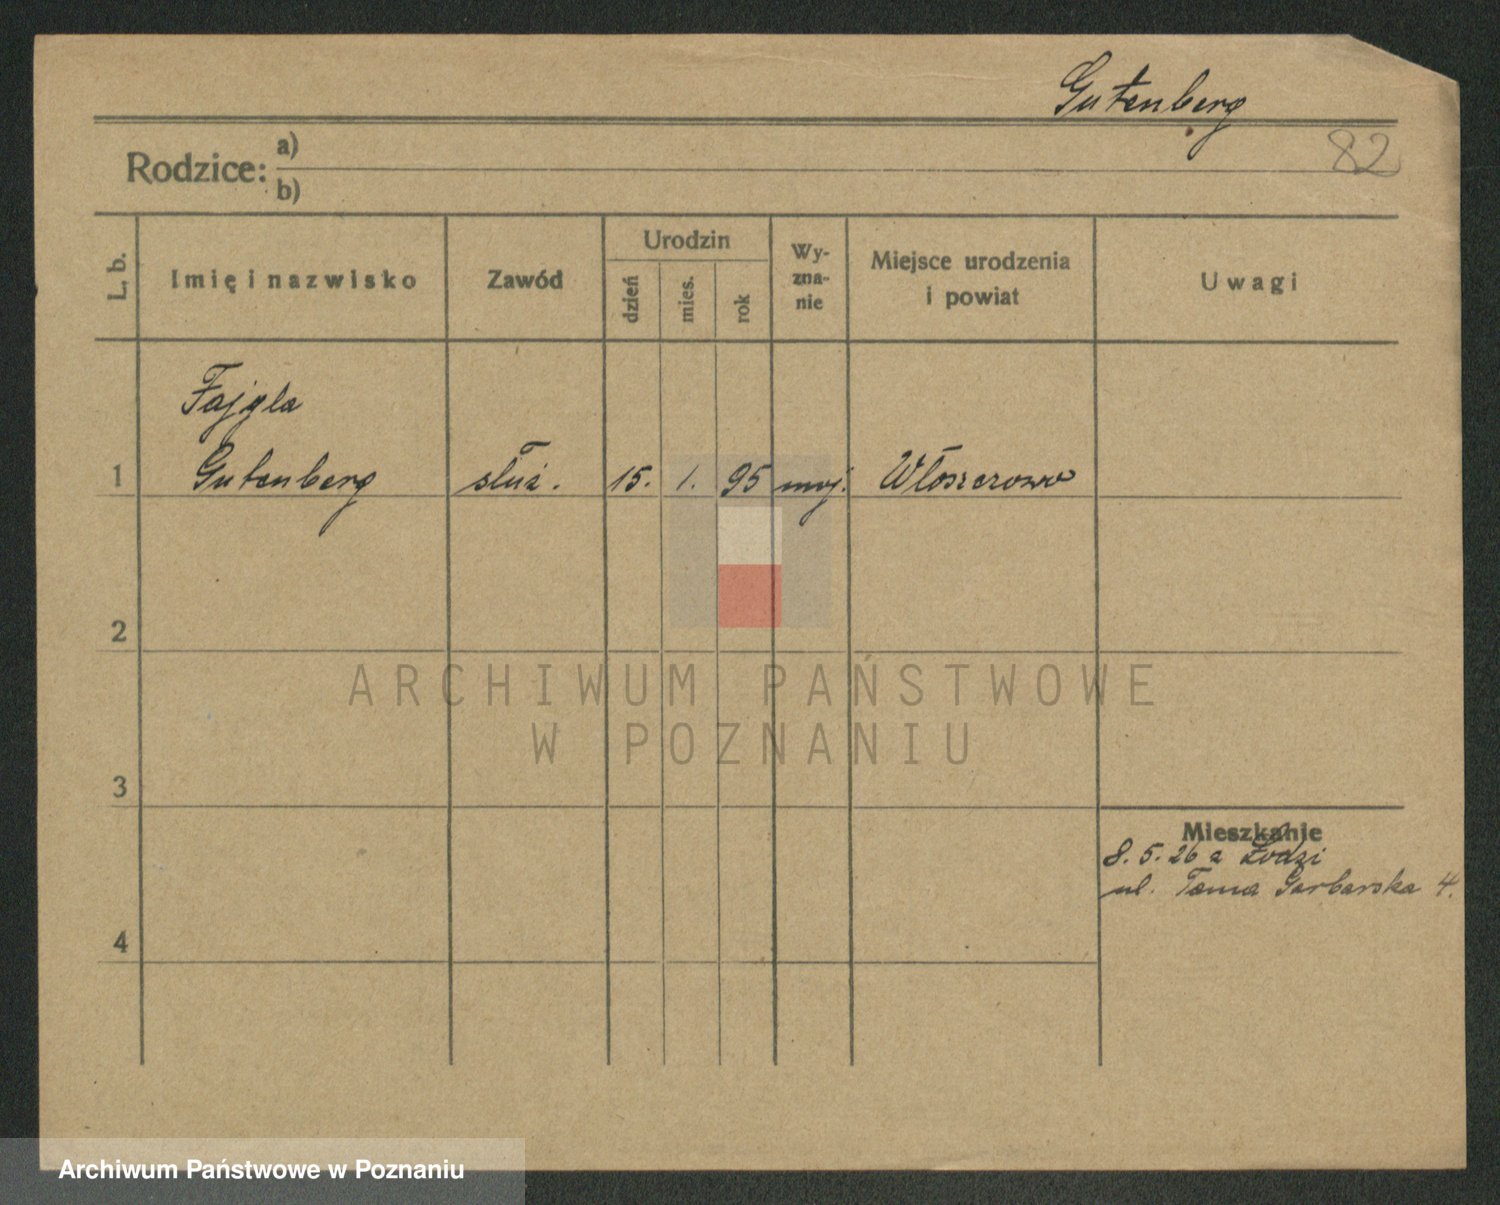 Gutenberg
82
Rodzice: a)
b)
L. b.
Imię i nazwisko
Zawód
Urodzin
dzień
mies.
rok
Wy-
zna-
nie
Miejsce urodzenia
i powiat
Uwagi
Fajgla
1 Gutenberg służ. 15. 1. 95 moj. Włoszczowa
2
ARCHIWUM PAŃSTWOWE
W POZNANIU
3
Mieszkanie
8. 5. 26 z Łodzi
ul. Tama Garbarska 4.
4
Archiwum Państwowe w Poznaniu